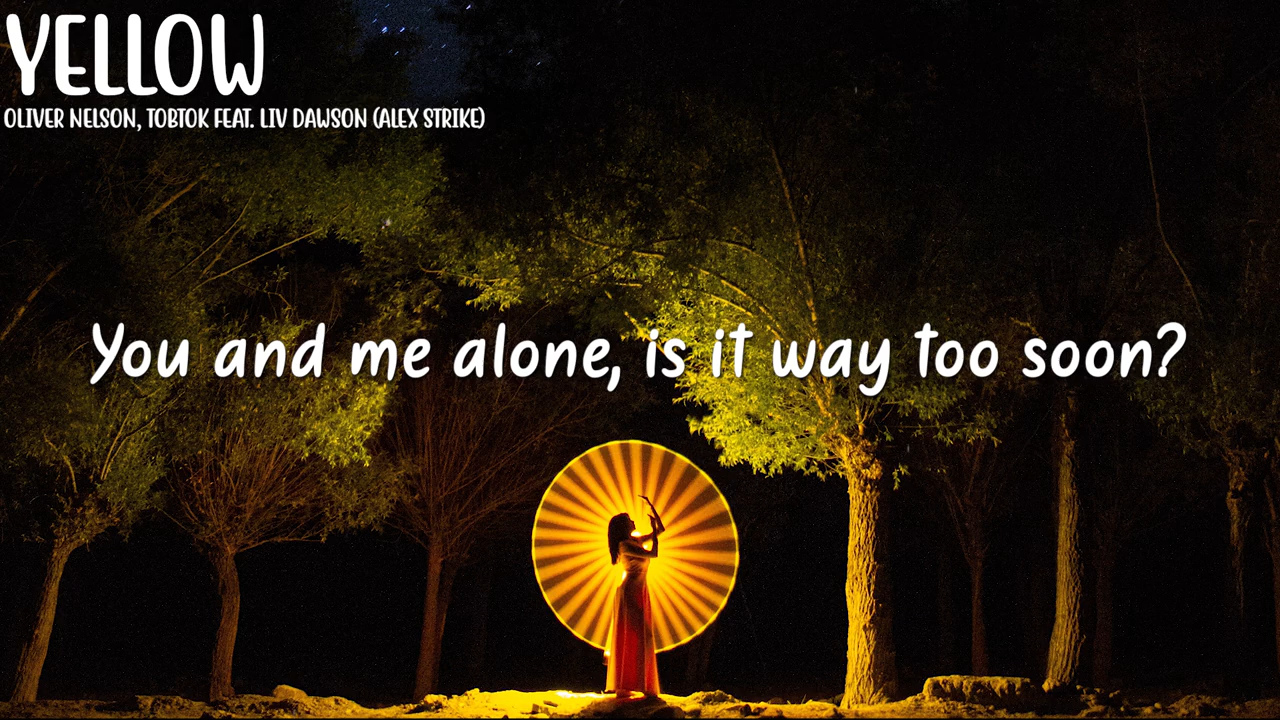 YELLOW
OLIVER NELSON, TOBTOK FEAT. LIV DAWSON (ALEX STRIKE)
You and me alone, is it way too soon?